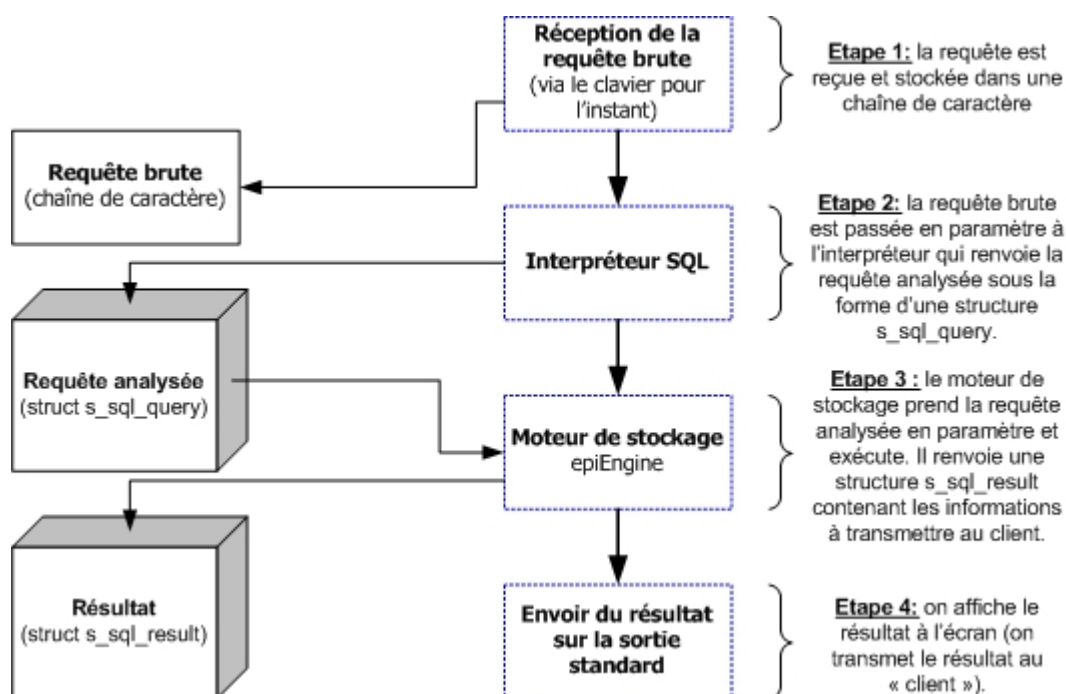 Réception de la
requête brute
(via le clavier pour
l'instant)
Etape 1: la requête est
reçue et stockée dans une
chaîne de caractère
Requête brute
(chaîne de caractère)
Interpréteur SQL
Etape 2: la requête brute
est passée en paramètre à
l'interpréteur qui renvoie la
requête analysée sous la
forme d'une structure
s_sql_query.
Requête analysée
(struct s_sql_query)
Moteur de stockage
epiEngine
Etape 3 : le moteur de
stockage prend la requête
analysée en paramètre et
exécute. Il renvoie une
structure s_sql_result
contenant les informations
à transmettre au client.
Résultat
(struct s_sql_result)
Envoir du résultat
sur la sortie
standard
Etape 4: on affiche le
résultat à l'écran (on
transmet le résultat au
« client »).